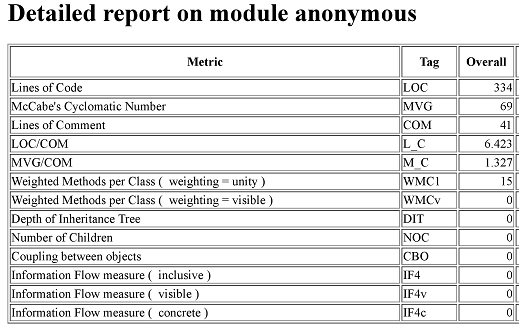 Detailed report on module anonymous
Metric Tag Overall
Lines of Code LOC 334
McCabe's Cyclomatic Number MVG 69
Lines of Comment COM 41
LOC/COM L_C 6.423
MVG/COM M_C 1.327
Weighted Methods per Class ( weighting = unity ) WMC1 15
Weighted Methods per Class ( weighting = visible ) WMCv 0
Depth of Inheritance Tree DIT 0
Number of Children NOC 0
Coupling between objects CBO 0
Information Flow measure ( inclusive ) IF4 0
Information Flow measure ( visible ) IF4v 0
Information Flow measure ( concrete ) IF4c 0